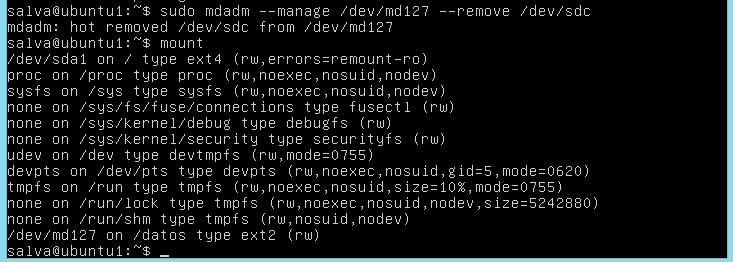 salva@ubuntu1:~$ sudo mdadm --manage /dev/md127 --remove /dev/sdc
mdadm: hot removed /dev/sdc from /dev/md127
salva@ubuntu1:~$ mount
/dev/sda1 on / type ext4 (rw,errors=remount-ro)
proc on /proc type proc (rw,noexec,nosuid,nodev)
sysfs on /sys type sysfs (rw,noexec,nosuid,nodev)
none on /sys/fs/fuse/connections type fusectl (rw)
none on /sys/kernel/debug type debugfs (rw)
none on /sys/kernel/security type securityfs (rw)
udev on /dev type devtmpfs (rw,mode=0755)
devpts on /dev/pts type devpts (rw,noexec,nosuid,gid=5,mode=0620)
tmpfs on /run type tmpfs (rw,noexec,nosuid,size=10%,mode=0755)
none on /run/lock type tmpfs (rw,noexec,nosuid,nodev,size=5242880)
none on /run/shm type tmpfs (rw,nosuid,nodev)
/dev/md127 on /datos type ext2 (rw)
salva@ubuntu1:~$ _